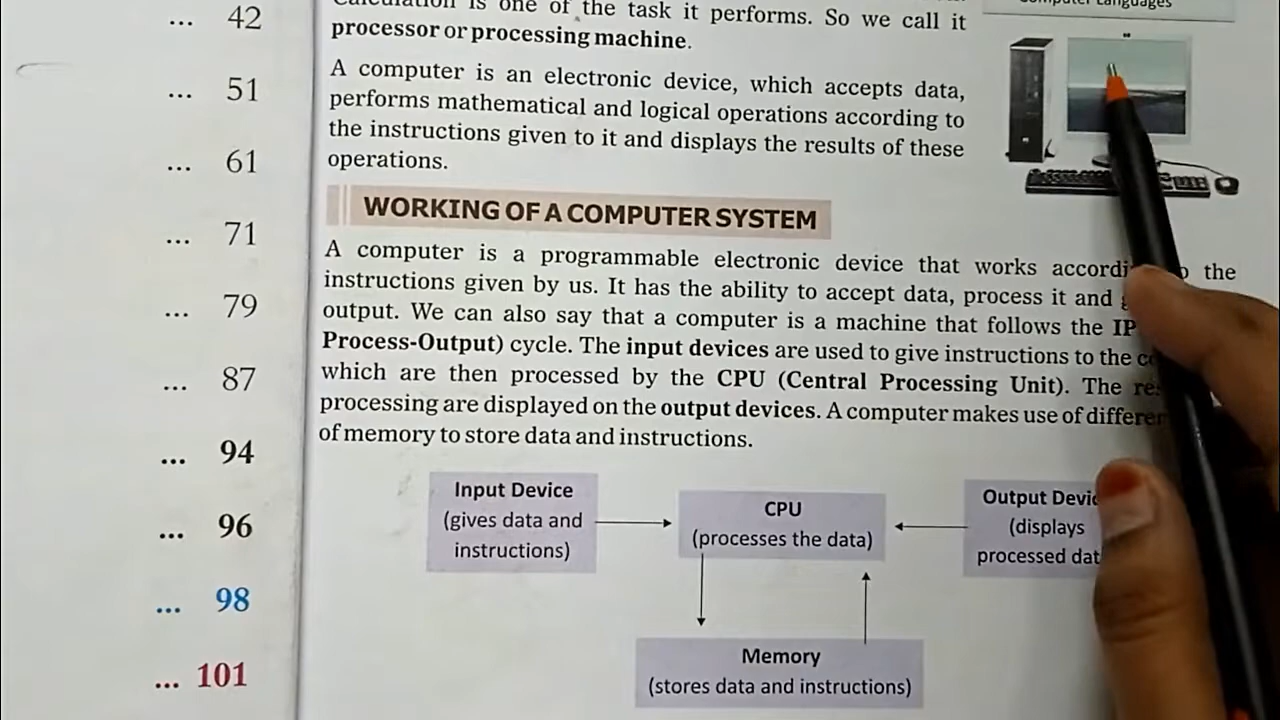 ... 42
... 51
... 61
... 71
... 79
... 87
... 94
... 96
... 98
... 101
Calculation is one of the task it performs. So we call it
processor or processing machine.
A computer is an electronic device, which accepts data,
performs mathematical and logical operations according to
the instructions given to it and displays the results of these
operations.
Computer Languages
WORKING OF A COMPUTER SYSTEM
A computer is a programmable electronic device that works the
instructions given by us. It has the ability to accept data, process it and
output. We can also say that a computer is a machine that follows the
Process-Output) cycle. The input devices are used to give instructions to the
which are then processed by the CPU (Central Processing Unit). The
processing are displayed on the output devices. A computer makes use of
of memory to store data and instructions.
Input Device
(gives data and
instructions)
CPU
(processes the data)
Output
(displays
processed
Memory
(stores data and instructions)